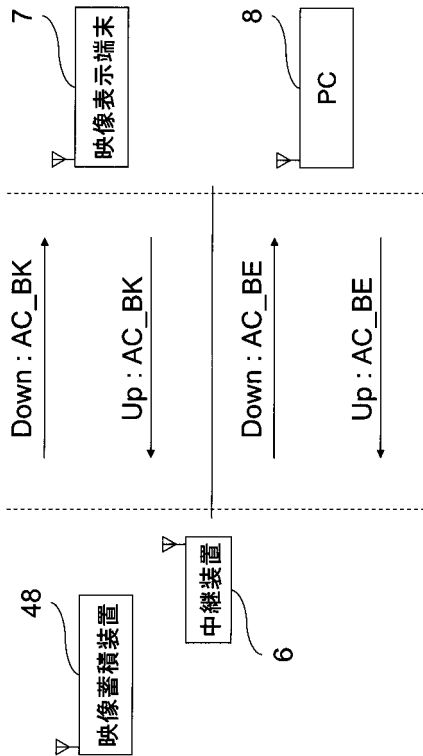 48
映像蓄積装置
中継装置
6
Down : AC_BK
Up : AC_BK
Down : AC_BE
Up : AC_BE
7
映像表示端末
8
PC